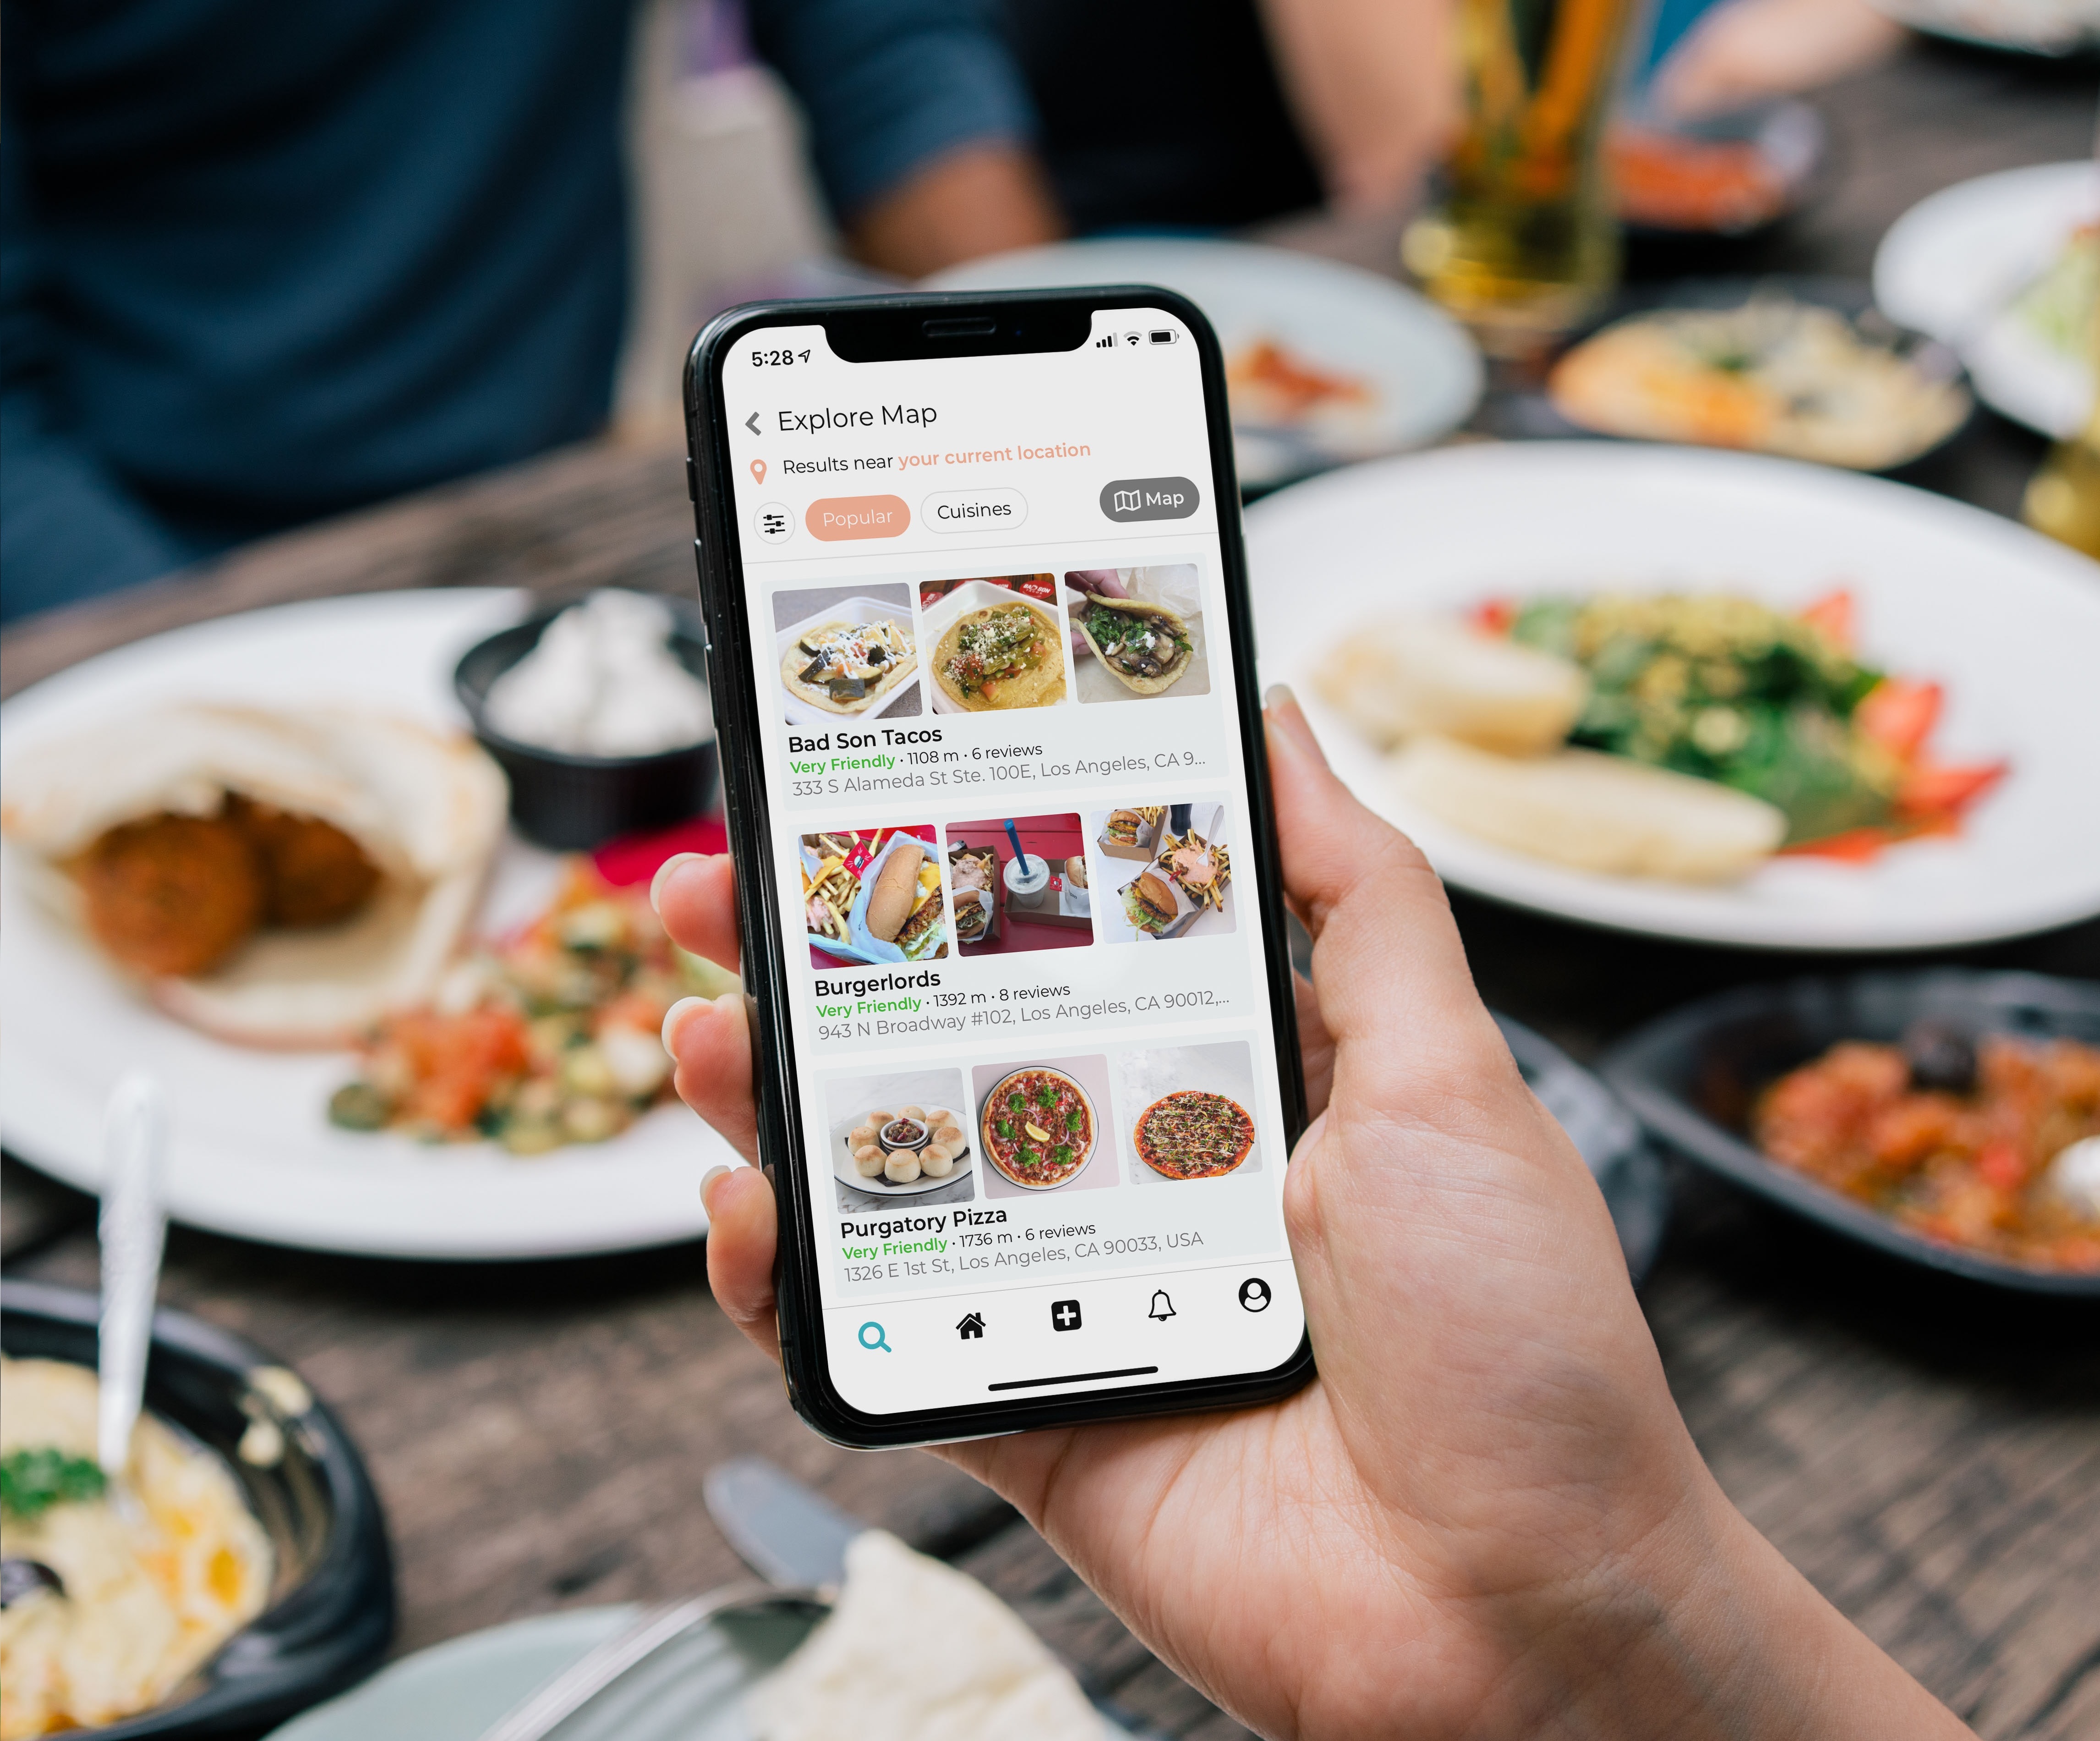 5:28
Explore Map
Results near your current location
Popular
Cuisines
Map
Bad Son Tacos
Very Friendly · 1108 m · 6 reviews
333 S Alameda St Ste. 100E, Los Angeles, CA 9...
Burgerlords
Very Friendly · 1392 m · 8 reviews
943 N Broadway #102, Los Angeles, CA 90012,...
Purgatory Pizza
Very Friendly · 1736 m · 6 reviews
1326 E 1st St, Los Angeles, CA 90033, USA